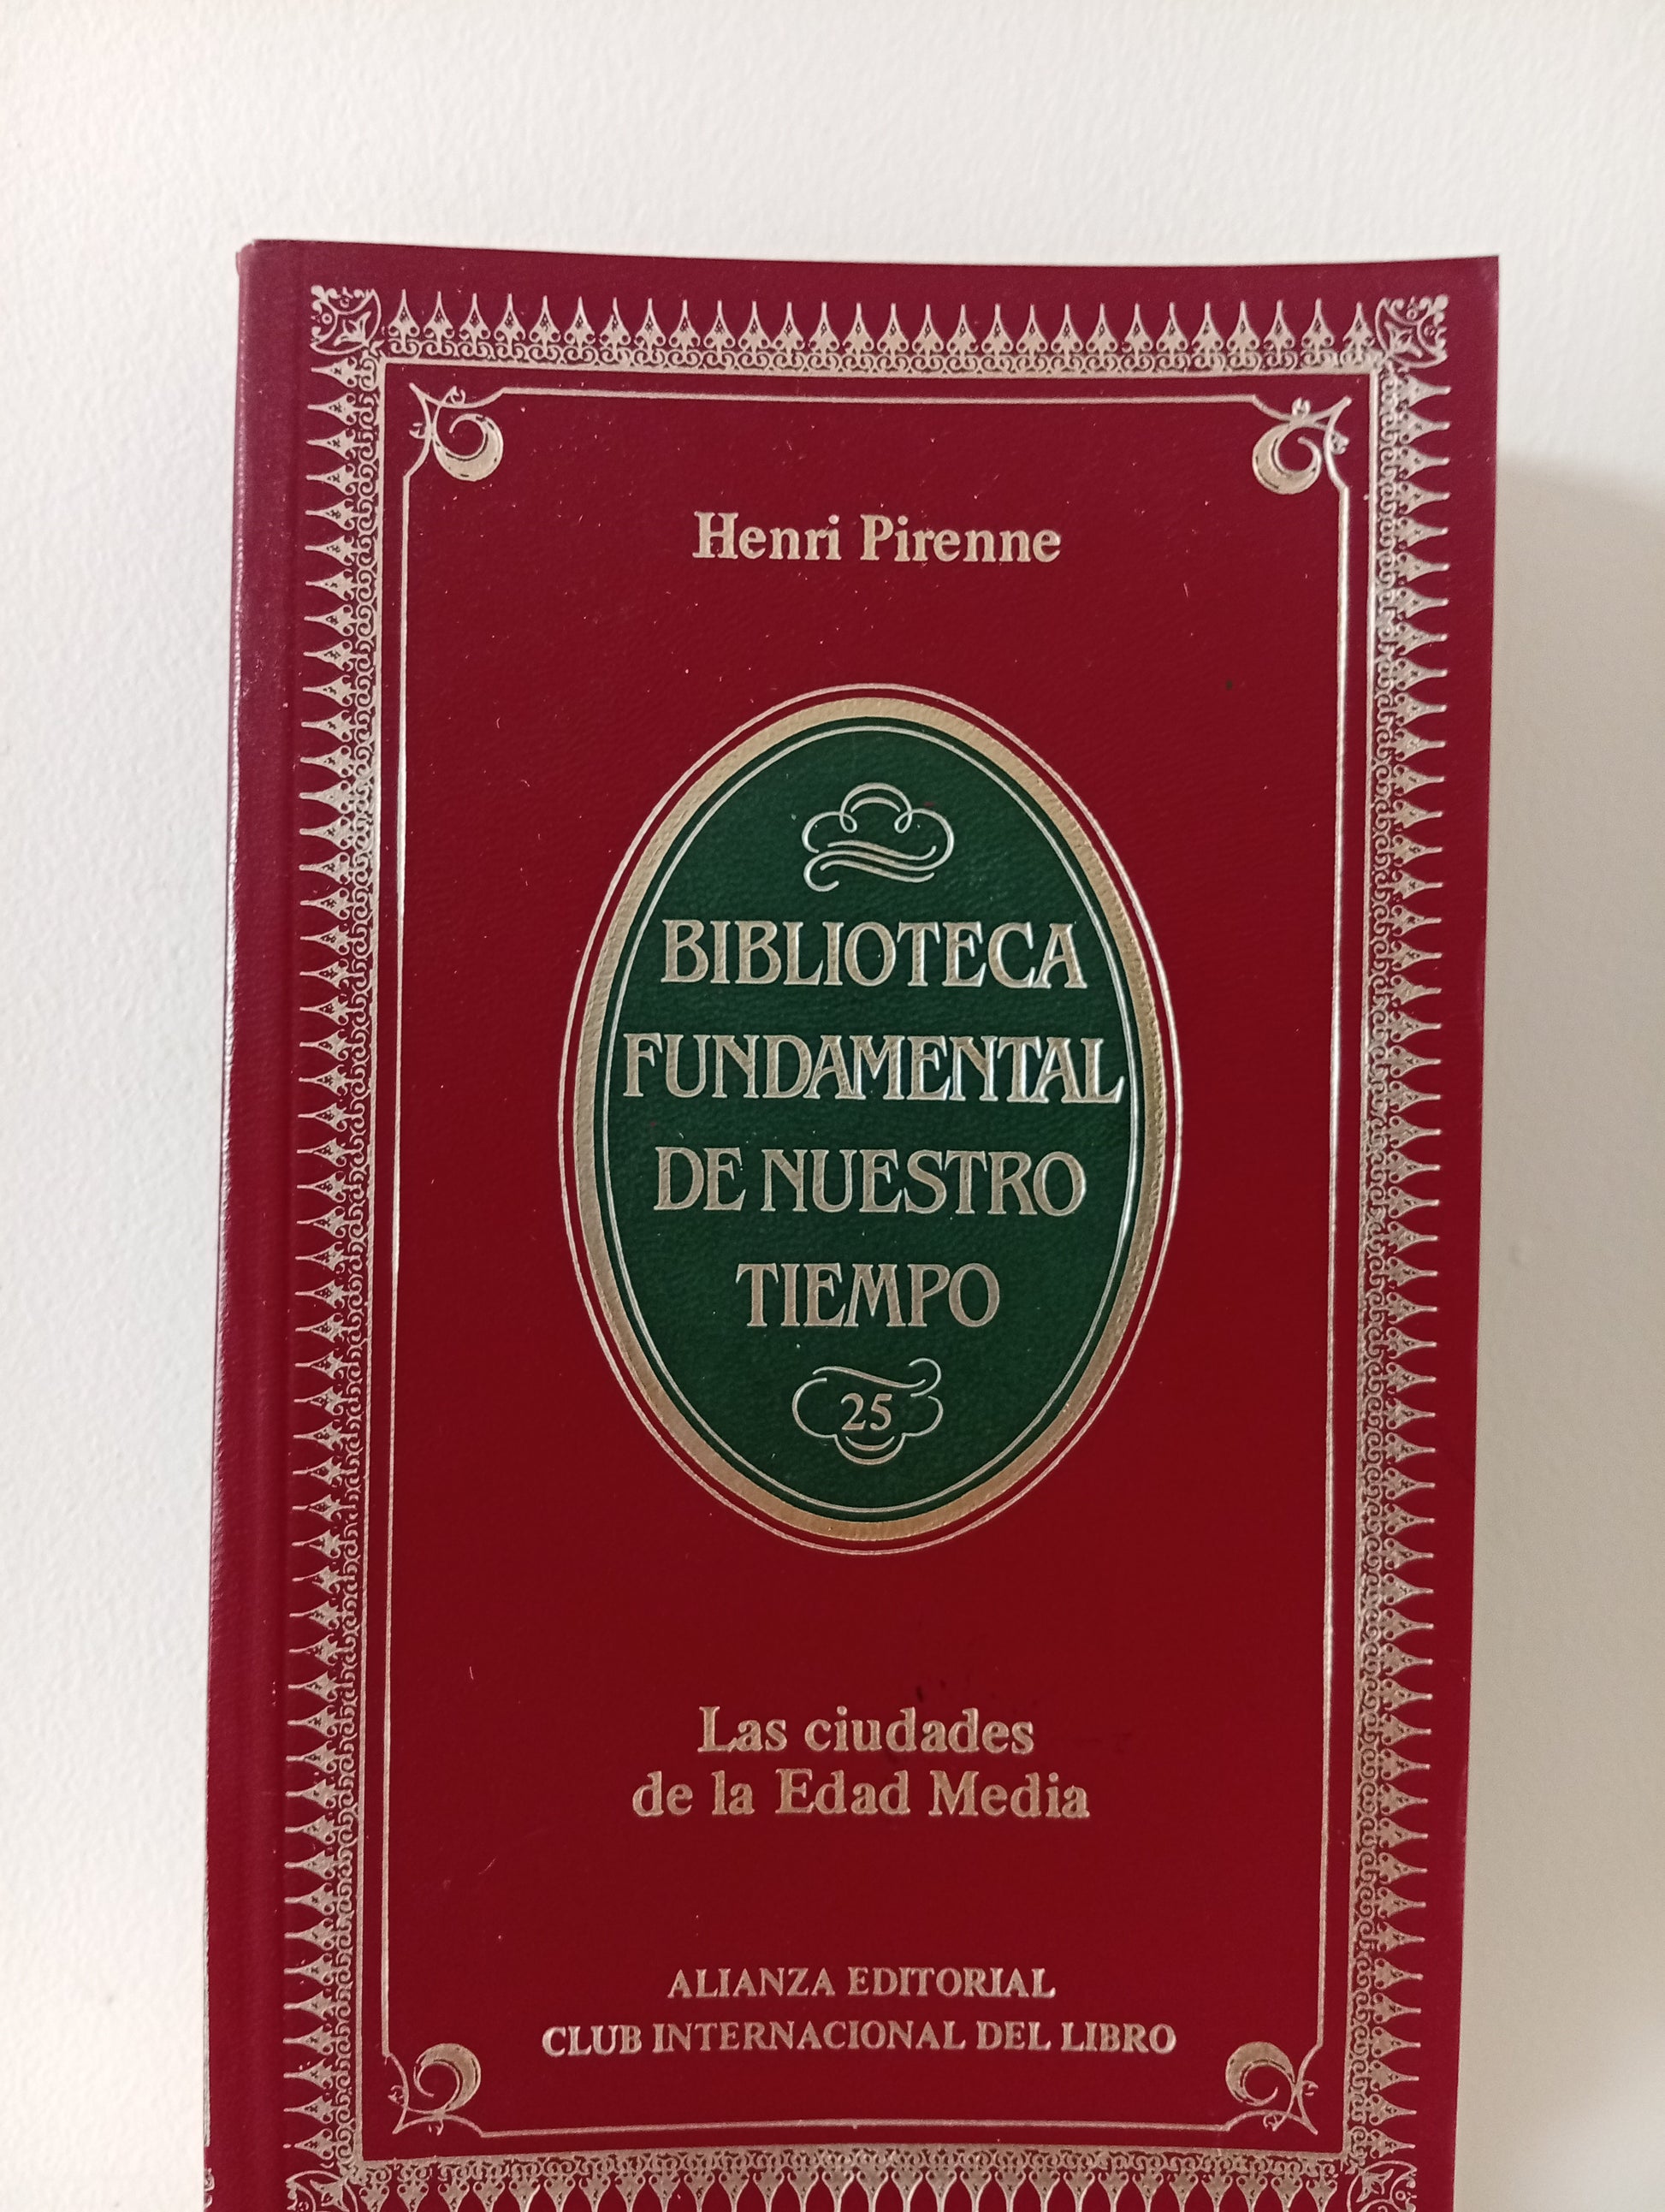 Henri Pirenne
BIBLIOTECA
FUNDAMENTAL
DE NUESTRO
TIEMPO
25
Las ciudades
de la Edad Media
ALIANZA EDITORIAL
CLUB INTERNACIONAL DEL LIBRO